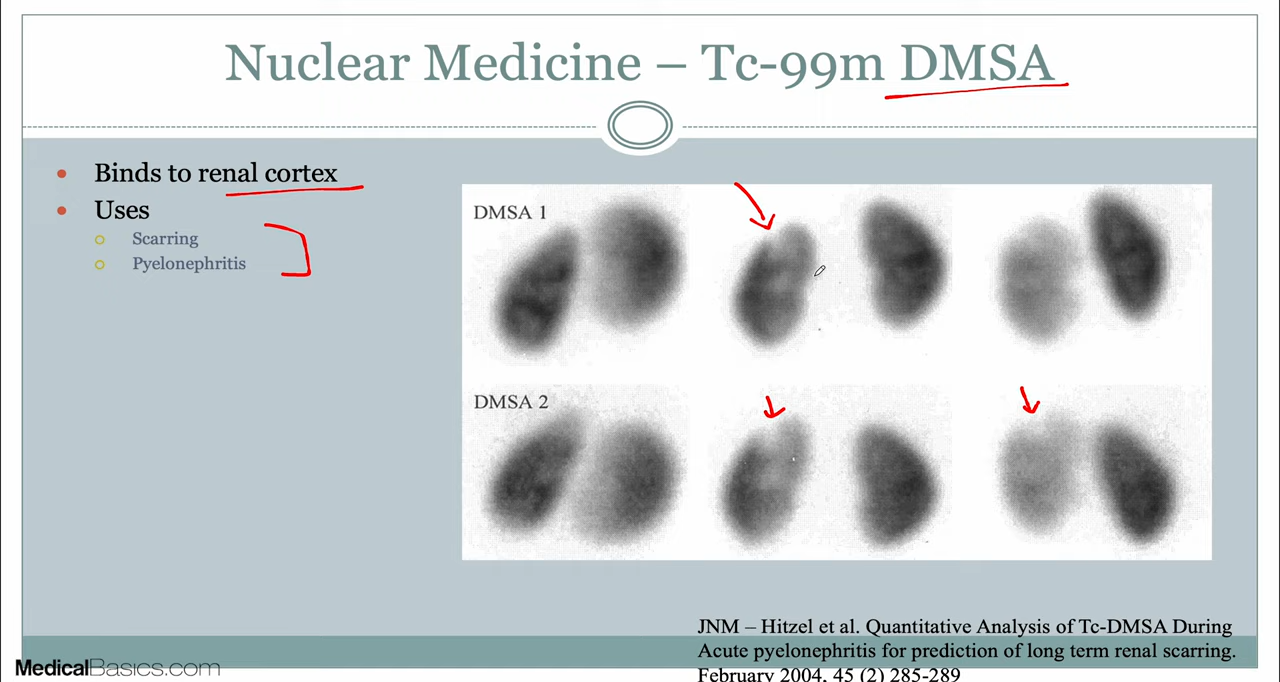 Nuclear Medicine – Tc-99m DMSA
Binds to renal cortex
Uses
Scarring
Pyelonephritis
DMSA 1
DMSA 2
JNM – Hitzel et al. Quantitative Analysis of Tc-DMSA During
Acute pyelonephritis for prediction of long term renal scarring.
February 2004, 45 (2) 285-289
MedicalBasics.com